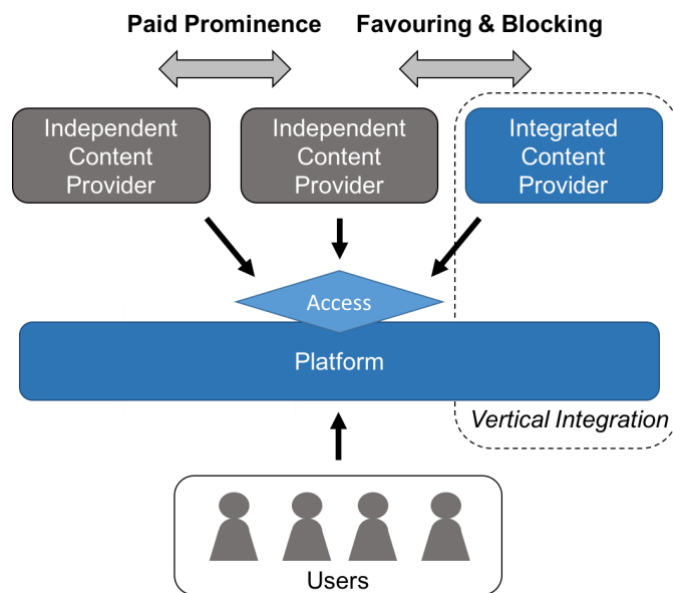 Paid Prominence
Favouring & Blocking
Independent
Content
Provider
Independent
Content
Provider
Integrated
Content
Provider
Access
Platform
Vertical Integration
Users